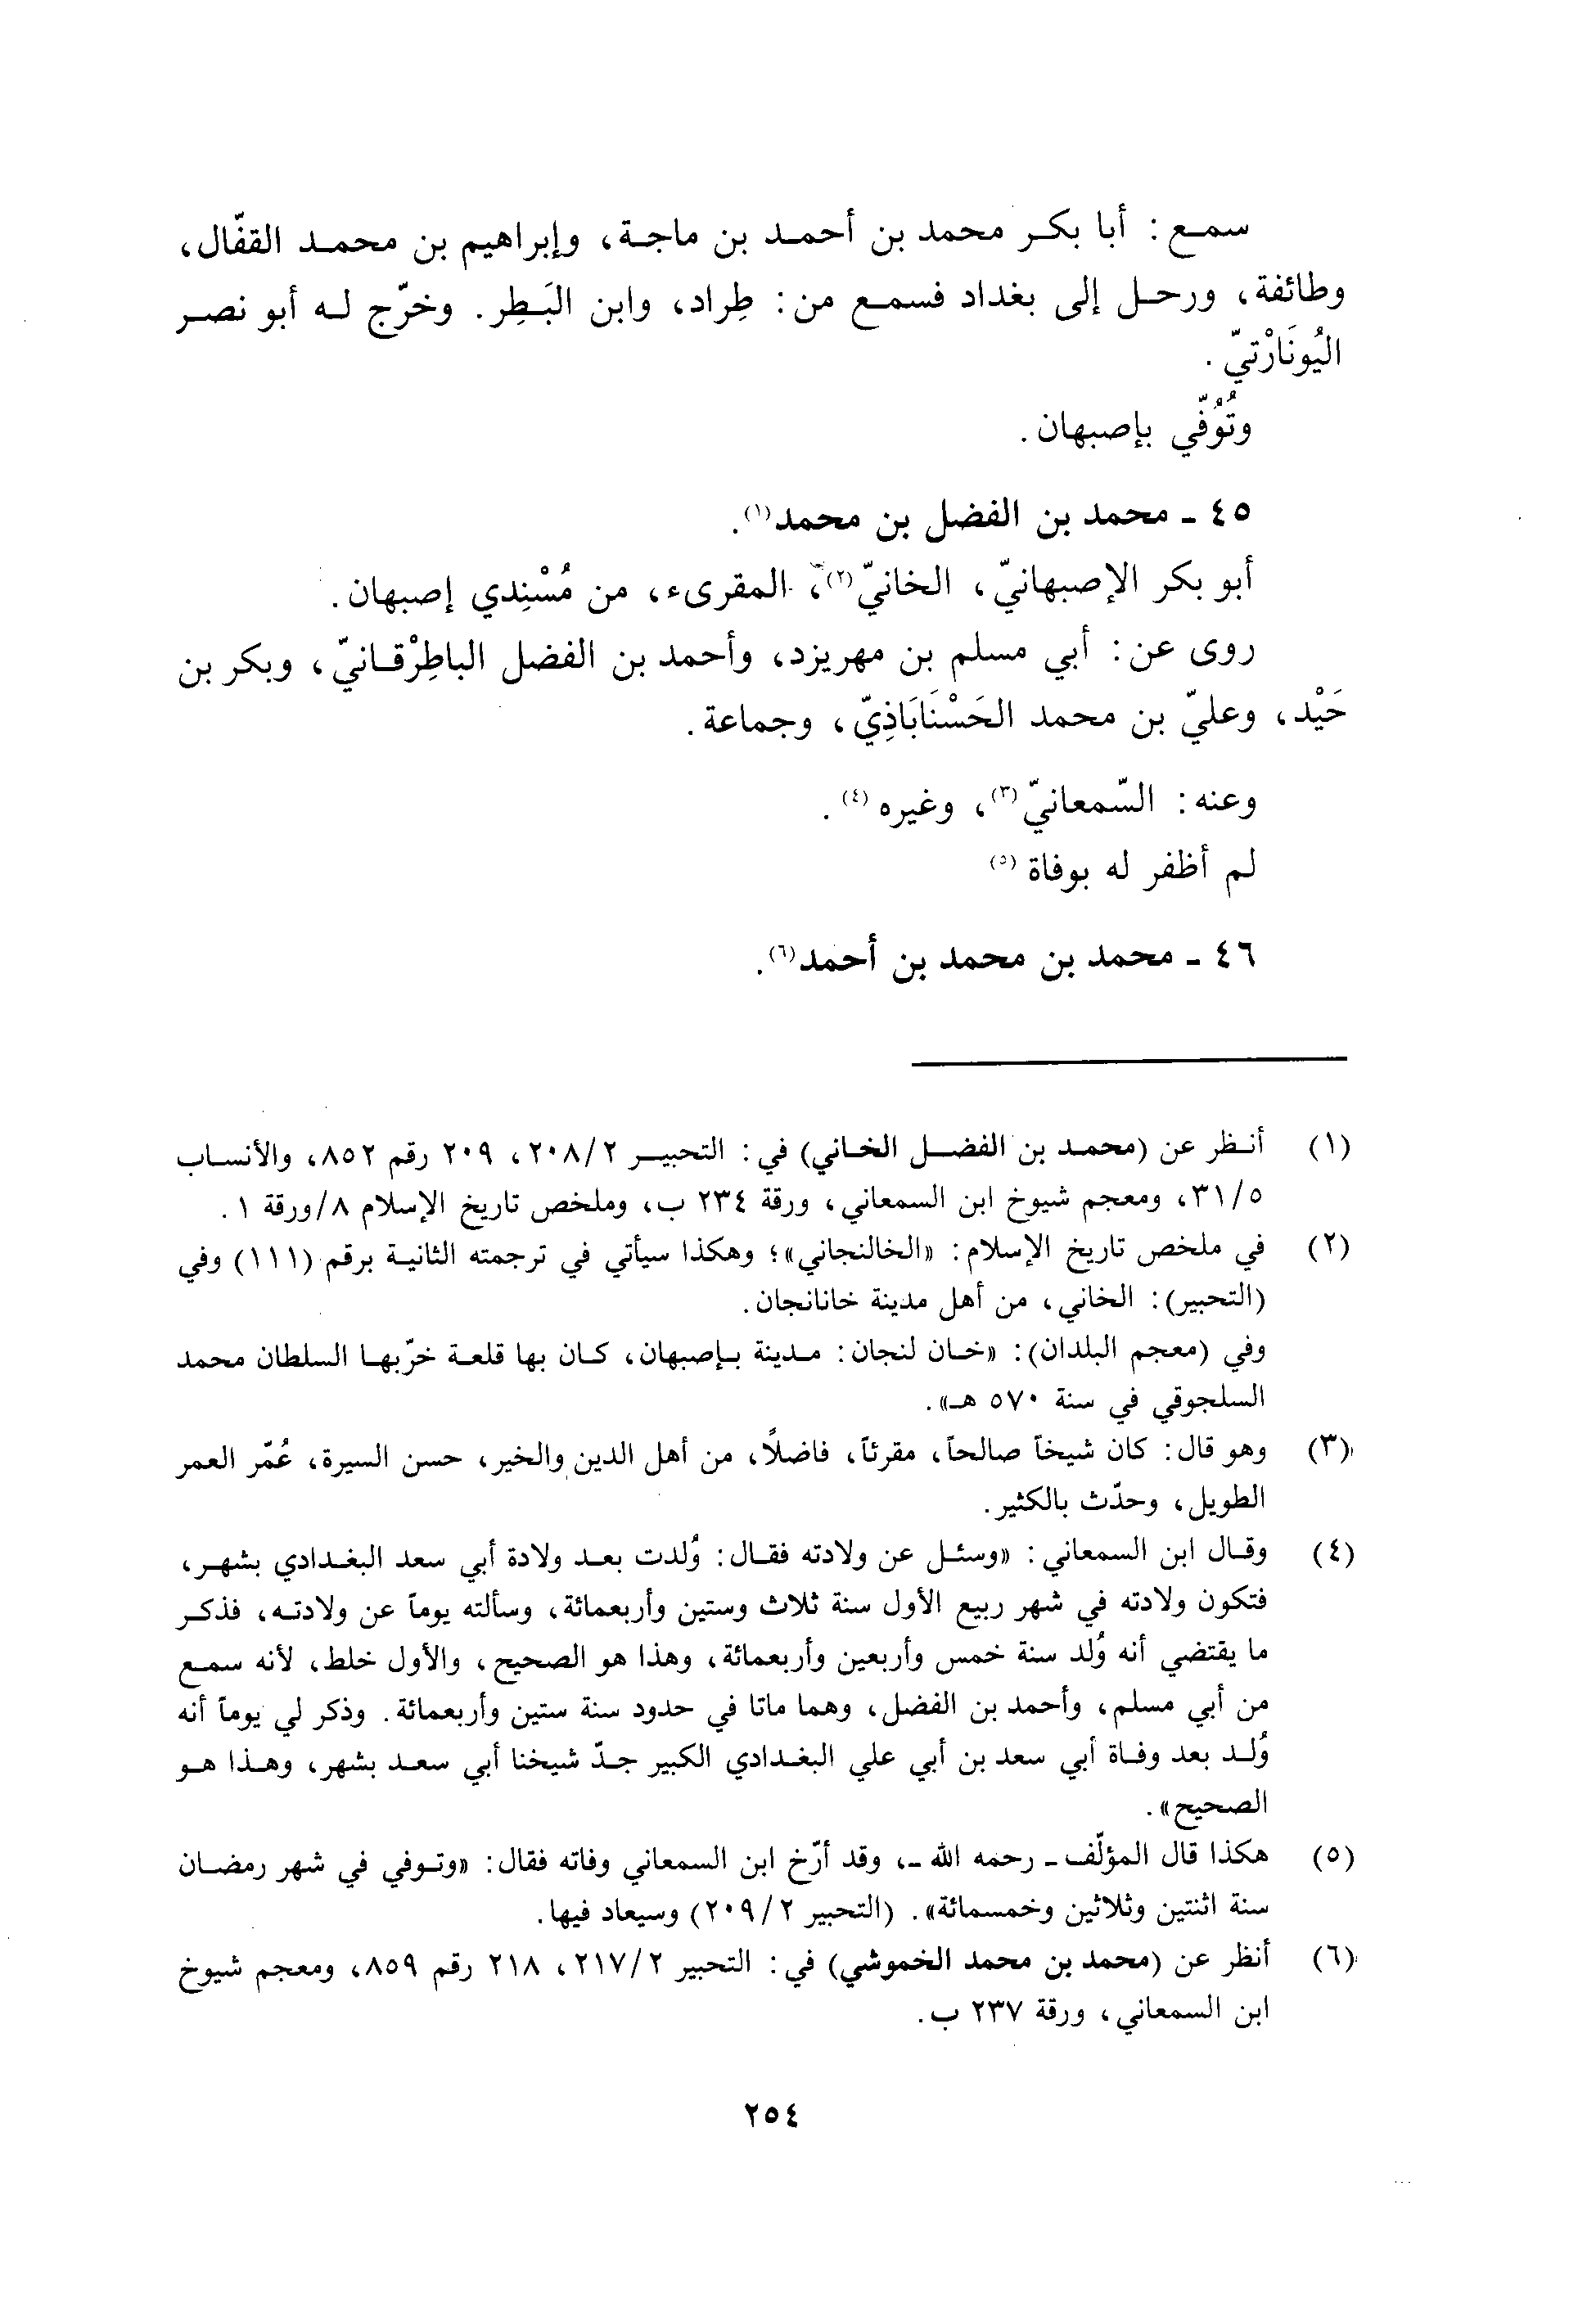 سمع: أبا بكر محمد بن أحمد بن ماجة، وإبراهيم بن محمد القفّال،
وطائفة، ورحل إلى بغداد فسمع من: طِراد، وابن البَطِر. وخرّج له أبو نصر
اليُونَارْتيّ.
وتُوُفّي بإصبهان.
٤٥ - محمد بن الفضل بن محمد(١).
أبو بكر الإصبهانيّ، الخانيّ(٢)، المقرىء، من مُسْنِدي إصبهان.
روى عن: أبي مسلم بن مهريزد، وأحمد بن الفضل الباطِرْقانيّ، وبكر بن
حَيْد، وعليّ بن محمد الحَسْنَابَاذِيّ، وجماعة.
وعنه: السّمعانيّ(٣)، وغيره(٤).
لم أظفر له بوفاة(٥)
٤٦ - محمد بن محمد بن أحمد(٦).
(١) أنظر عن (محمد بن الفضل الخاني) في: التحبير ٢٠٨/٢، ٢٠٩ رقم ٨٥٢، والأنساب
٣١/٥، ومعجم شيوخ ابن السمعاني، ورقة ٢٣٤ ب، وملخص تاريخ الإسلام ٨/ورقة ١.
(٢) في ملخص تاريخ الإسلام: «الخالنجاني»؛ وهكذا سيأتي في ترجمته الثانية برقم (١١١) وفي
(التحبير): الخاني، من أهل مدينة خانانجان.
وفي (معجم البلدان): «خان لنجان: مدينة بإصبهان، كان بها قلعة خرّبها السلطان محمد
السلجوقي في سنة ٥٧٠ هـ».
(٣) وهو قال: كان شيخاً صالحاً، مقرئاً، فاضلًا، من أهل الدين والخير، حسن السيرة، عُمّر العمر
الطويل، وحدّث بالكثير.
(٤) وقال ابن السمعاني: «وسئل عن ولادته فقال: وُلدت بعد ولادة أبي سعد البغدادي بشهر،
فتكون ولادته في شهر ربيع الأول سنة ثلاث وستين وأربعمائة، وسألته يوماً عن ولادته، فذكر
ما يقتضي أنه وُلد سنة خمس وأربعين وأربعمائة، وهذا هو الصحيح، والأول خلط، لأنه سمع
من أبي مسلم، وأحمد بن الفضل، وهما ماتا في حدود سنة ستين وأربعمائة. وذكر لي يوماً أنه
وُلد بعد وفاة أبي سعد بن أبي علي البغدادي الكبير جدّ شيخنا أبي سعد بشهر، وهذا هو
الصحيح».
(٥) هكذا قال المؤلّف - رحمه الله -، وقد أرّخ ابن السمعاني وفاته فقال: «وتوفي في شهر رمضان
سنة اثنتين وثلاثين وخمسمائة». (التحبير ٢٠٩/٢) وسيعاد فيها.
(٦) أنظر عن (محمد بن محمد الخموشي) في: التحبير ٢١٧/٢، ٢١٨ رقم ٨٥٩، ومعجم شيوخ
ابن السمعاني، ورقة ٢٣٧ ب.
٢٥٤